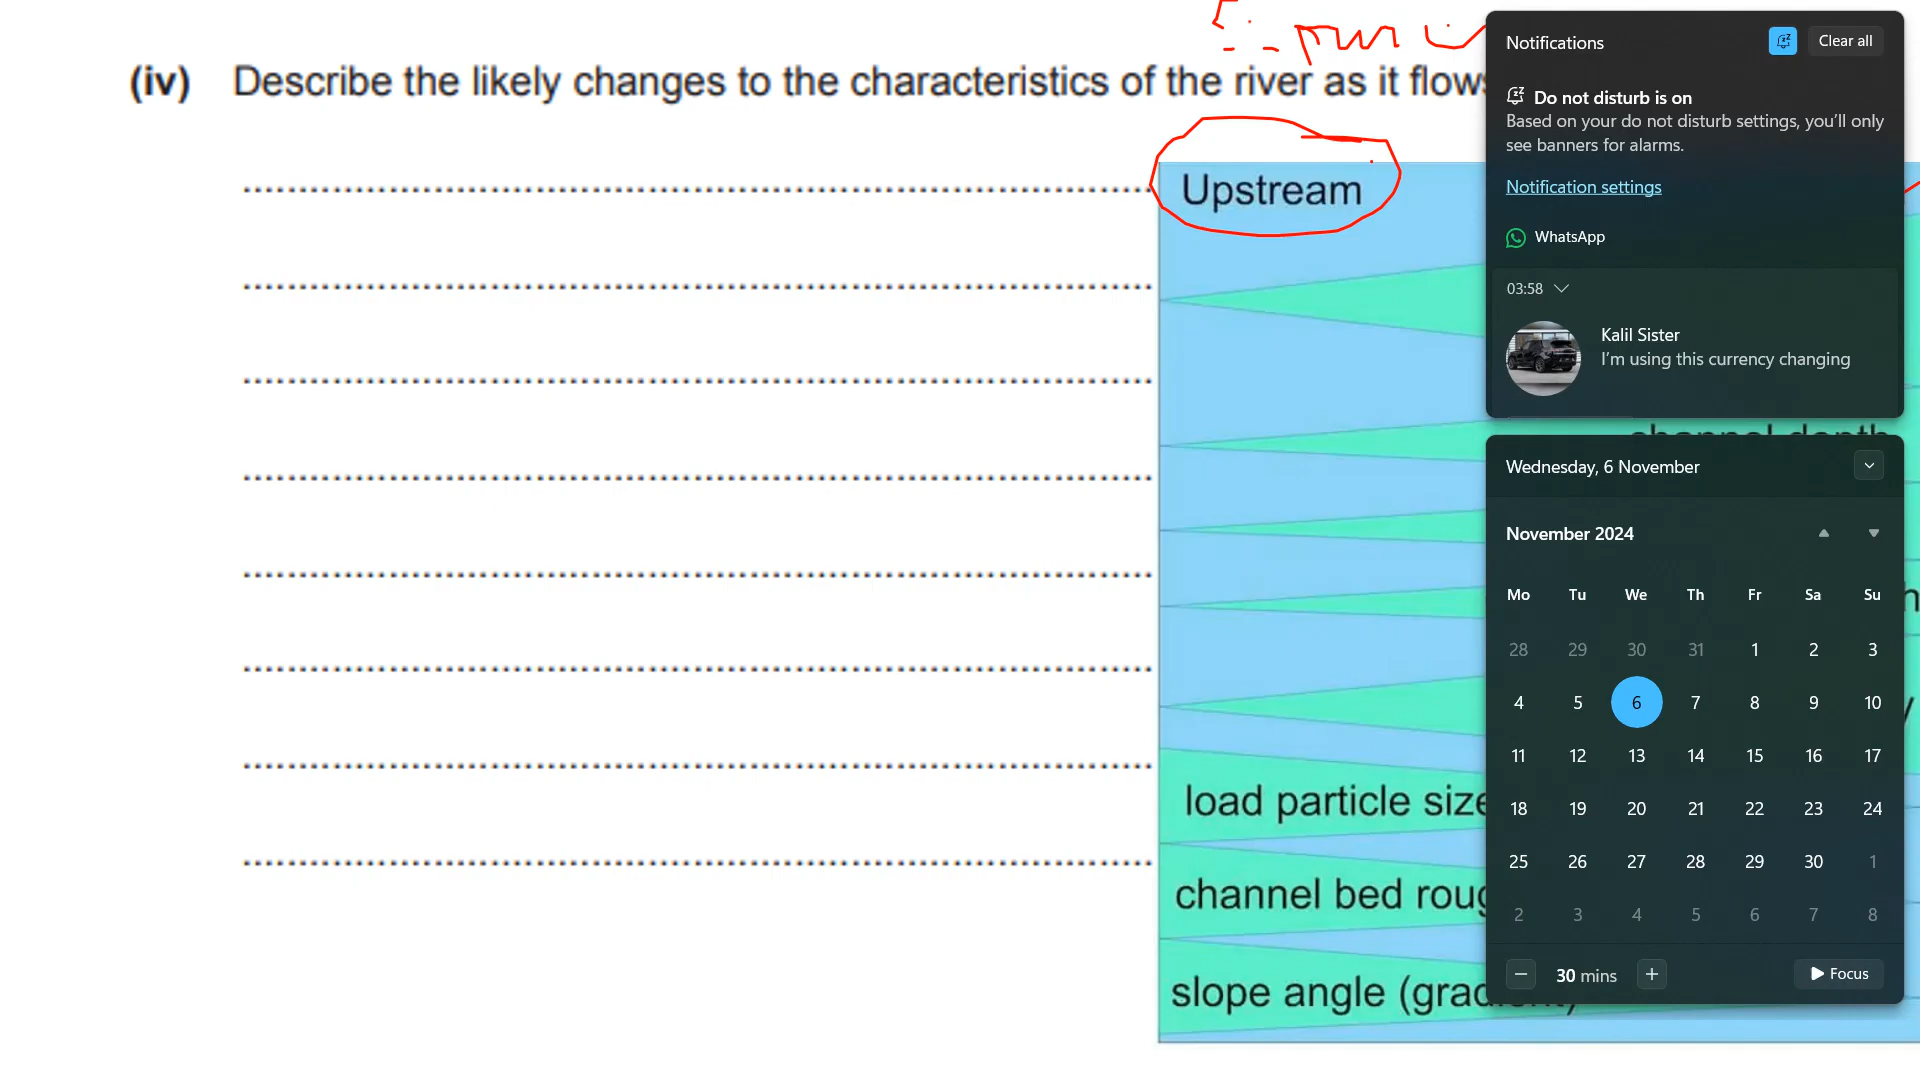 (iv) Describe the likely changes to the characteristics of the river as it flows
Upstream
load particle size
channel bed
slope angle
channel depth
Notifications
Clear all
Do not disturb is on
Based on your do not disturb settings, you'll only
see banners for alarms.
Notification settings
WhatsApp
03:58
Kalil Sister
I'm using this currency changing
Wednesday, 6 November
November 2024
Mo Tu We Th Fr Sa Su
28 29 30 31 1 2 3
4 5 6 7 8 9 10
11 12 13 14 15 16 17
18 19 20 21 22 23 24
25 26 27 28 29 30 1
2 3 4 5 6 7 8
30 mins
Focus